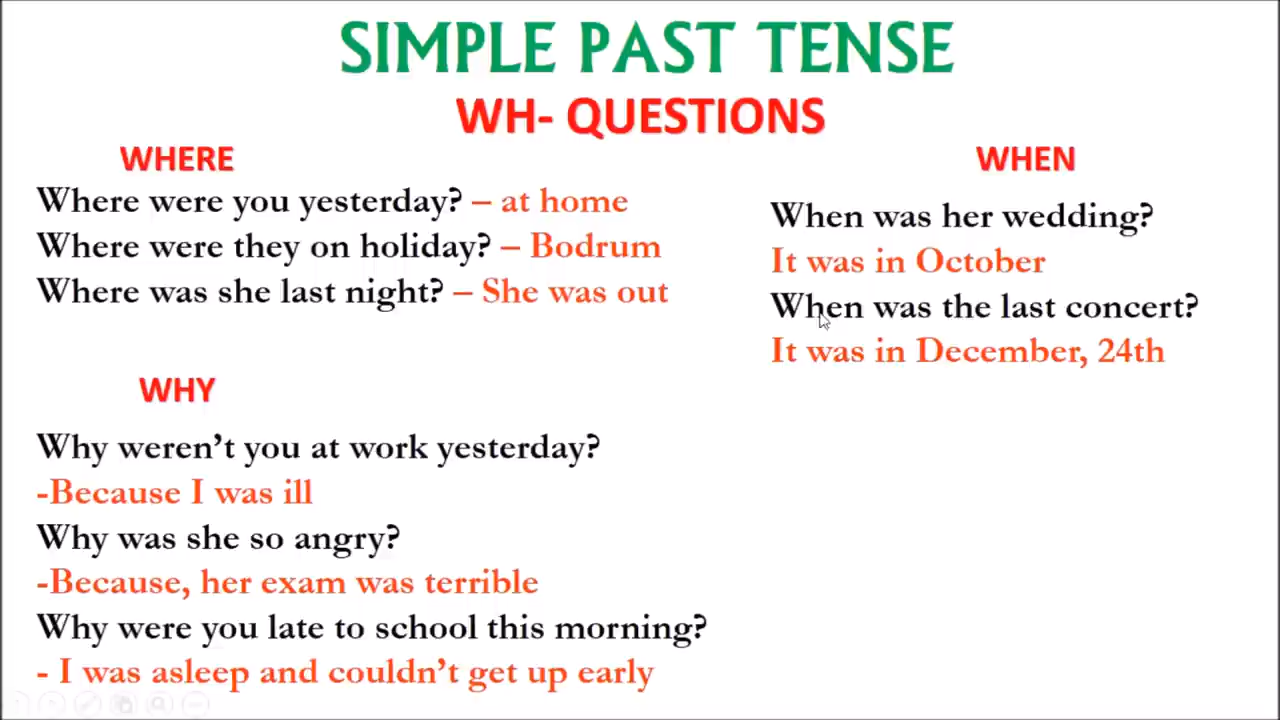 SIMPLE PAST TENSE
WH- QUESTIONS
WHERE
Where were you yesterday? – at home
Where were they on holiday? – Bodrum
Where was she last night? – She was out
WHEN
When was her wedding?
It was in October
When was the last concert?
It was in December, 24th
WHY
Why weren’t you at work yesterday?
-Because I was ill
Why was she so angry?
-Because, her exam was terrible
Why were you late to school this morning?
- I was asleep and couldn’t get up early